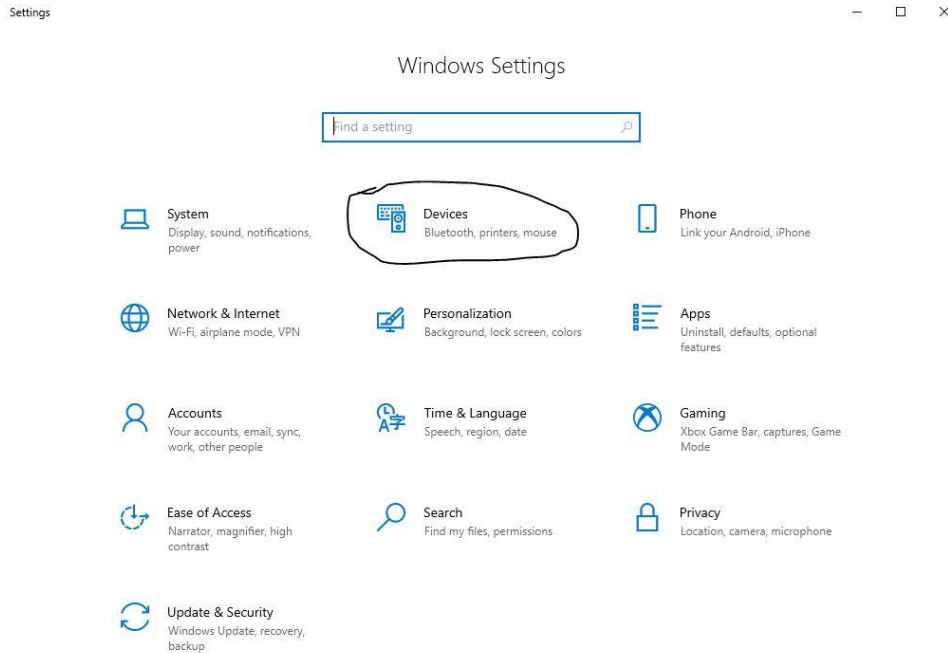 Settings
Windows Settings
Find a setting
System
Display, sound, notifications,
power
Devices
Bluetooth, printers, mouse
Phone
Link your Android, iPhone
Network & Internet
Wi-Fi, airplane mode, VPN
Personalization
Background, lock screen, colors
Apps
Uninstall, defaults, optional
features
Accounts
Your accounts, email, sync,
work, other people
Time & Language
Speech, region, date
Gaming
Xbox Game Bar, captures, Game
Mode
Ease of Access
Narrator, magnifier, high
contrast
Search
Find my files, permissions
Privacy
Location, camera, microphone
Update & Security
Windows Update, recovery,
backup